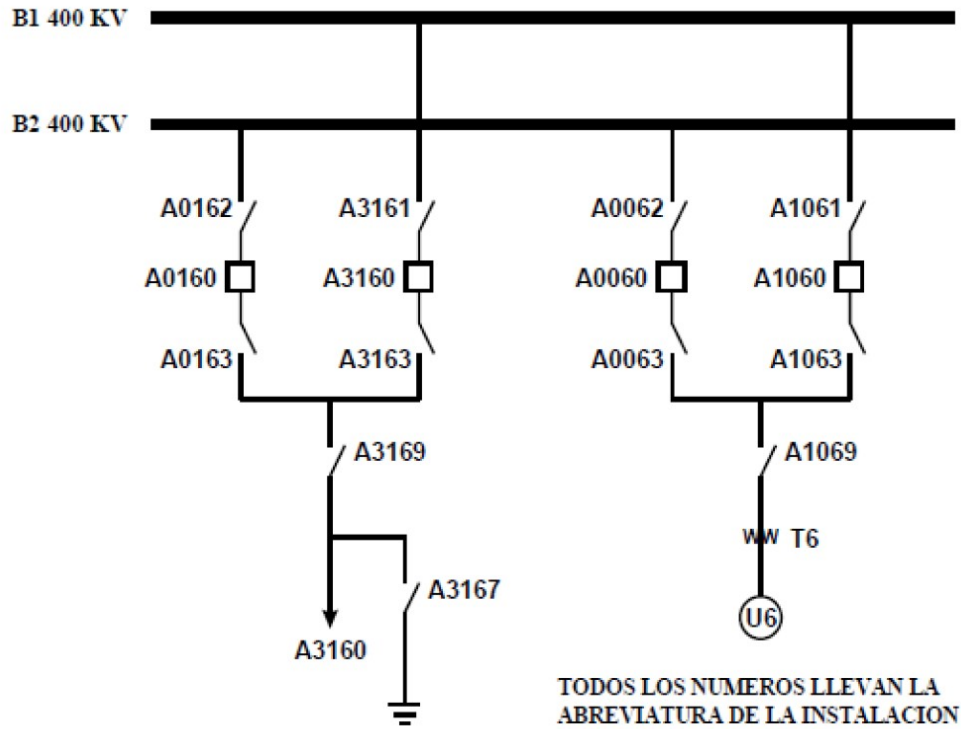 B1 400 KV
B2 400 KV
A0162
A3161
A0062
A1061
A0160
A3160
A0060
A1060
A0163
A3163
A0063
A1063
A3169
A1069
WW T6
A3167
U6
A3160
TODOS LOS NUMEROS LLEVAN LA
ABREVIATURA DE LA INSTALACION